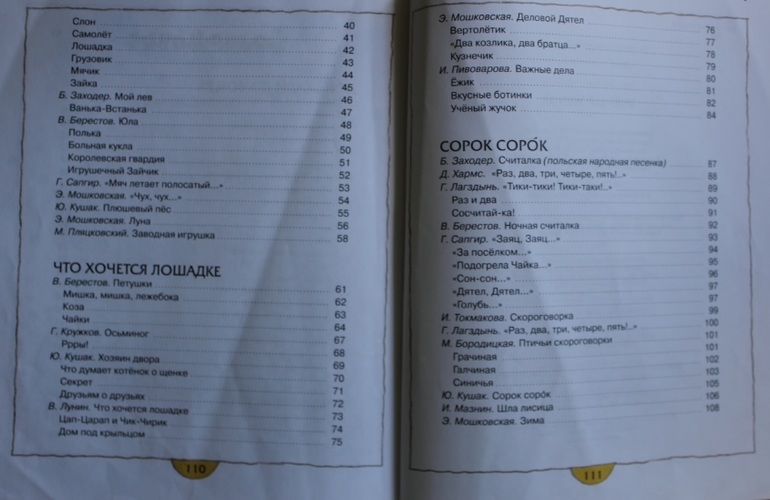 Слон 40
Самолёт 41
Лошадка 42
Грузовик 43
Мячик 44
Зайка 45
Б. Заходер. Мой лев 46
Ванька-Встанька 47
В. Берестов. Юла 48
Полька 49
Больная кукла 50
Королевская гвардия 51
Игрушечный Зайчик 52
Г. Сапгир. «Мяч летает полосатый...» 53
Э. Мошковская. «Чух, чух...» 54
Ю. Кушак. Плюшевый пёс 55
Э. Мошковская. Луна 56
М. Пляцковский. Заводная игрушка 58
ЧТО ХОЧЕТСЯ ЛОШАДКЕ
В. Берестов. Петушки 61
Мишка, мишка, лежебока 62
Коза 63
Чайки 64
Г. Кружков. Осьминог 67
Ррры! 68
Ю. Кушак. Хозяин двора 69
Что думает котёнок о щенке 70
Секрет 71
Друзьям о друзьях 72
В. Лунин. Что хочется лошадке 73
Цап-Царап и Чик-Чирик 74
Дом под крыльцом 75
110
Э. Мошковская. Деловой Дятел 76
Вертолётик 77
«Два козлика, два братца...» 78
Кузнечик 79
И. Пивоварова. Важные дела 80
Ёжик 81
Вкусные ботинки 82
Учёный жучок 84
СОРОК СОРО́К
Б. Заходер. Считалка (польская народная песенка) 87
Д. Хармс. «Раз, два, три, четыре, пять!..» 88
Г. Лагздынь. «Тики-тики! Тики-таки!..» 89
Раз и два 90
Сосчитай-ка! 91
В. Берестов. Ночная считалка 92
Г. Сапгир. «Заяц, Заяц...» 93
«За посёлком...» 94
«Подогрела Чайка...» 95
«Сон-сон...» 96
«Дятел, Дятел...» 97
«Голубь...» 97
И. Токмакова. Скороговорка 99
Г. Лагздынь. «Раз, два, три, четыре, пять!..» 100
М. Бородицкая. Птичьи скороговорки 101
Грачиная 101
Галчиная 102
Синичья 103
Ю. Кушак. Сорок соро́к 105
И. Мазнин. Шла лисица 106
Э. Мошковская. Зима 108
111